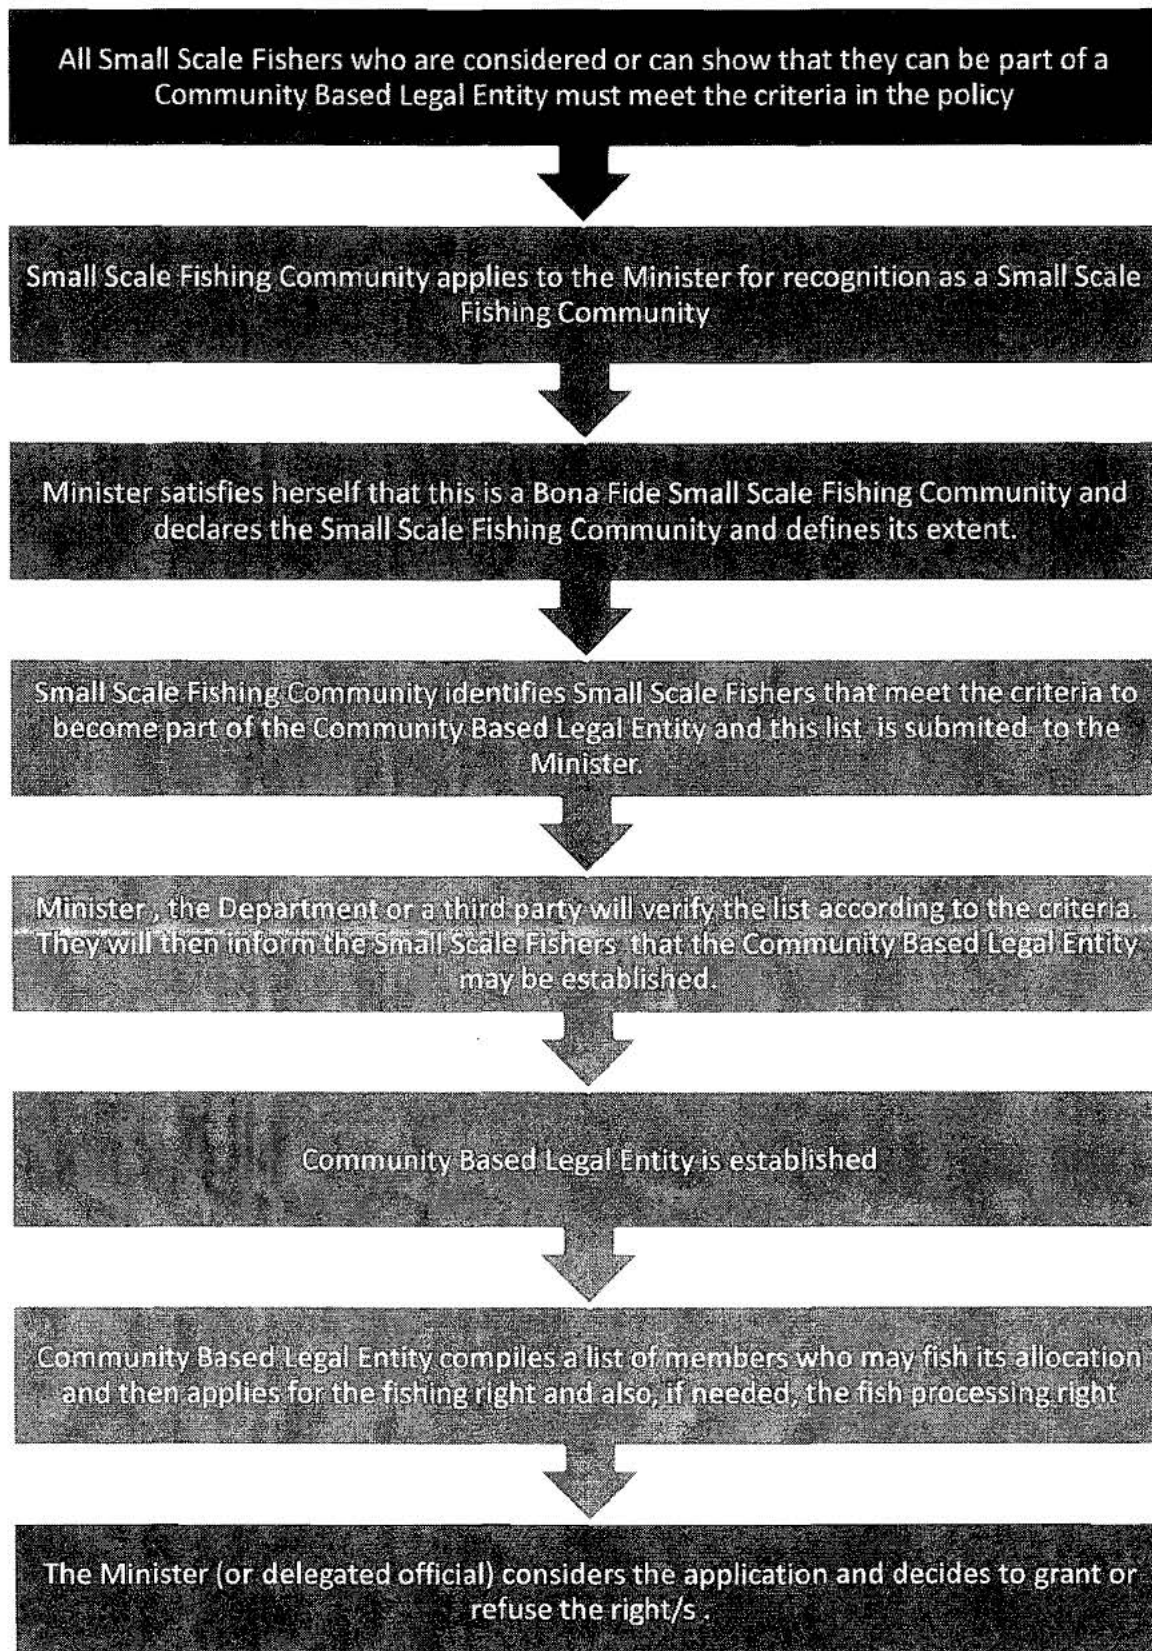 All Small Scale Fishers who are considered or can show that they can be part of a
Community Based Legal Entity must meet the criteria in the policy
Small Scale Fishing Community applies to the Minister for recognition as a Small Scale
Fishing Community
Minister satisfies herself that this is a Bona Fide Small Scale Fishing Community and
declares the Small Scale Fishing Community and defines its extent.
Small Scale Fishing Community identifies Small Scale Fishers that meet the criteria to
become part of the Community Based Legal Entity and this list is submited to the
Minister.
Minister , the Department or a third party will verify the list according to the criteria.
They will then inform the Small Scale Fishers that the Community Based Legal Entity
may be established.
Community Based Legal Entity is established
Community Based Legal Entity compiles a list of members who may fish its allocation
and then applies for the fishing right and also, if needed, the fish processing right
The Minister (or delegated official) considers the application and decides to grant or
refuse the right/s .